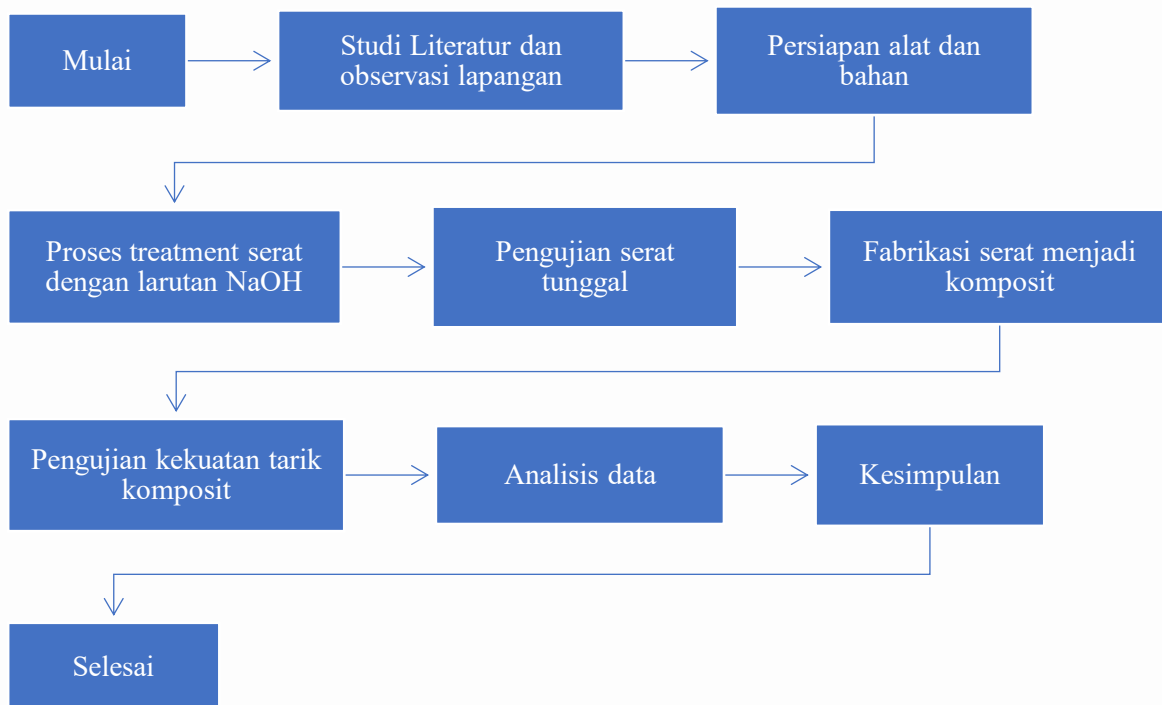 Mulai
Studi Literatur dan
observasi lapangan
Persiapan alat dan
bahan
Proses treatment serat
dengan larutan NaOH
Pengujian serat
tunggal
Fabrikasi serat menjadi
komposit
Pengujian kekuatan tarik
komposit
Analisis data
Kesimpulan
Selesai